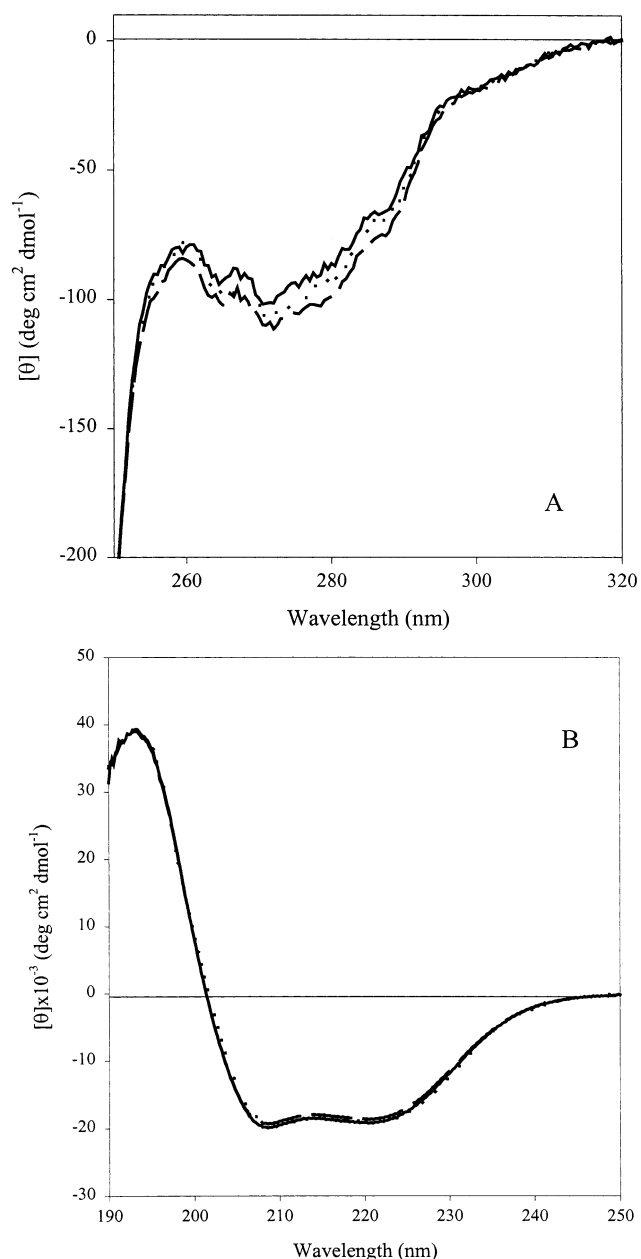 0
-50
-100
-150
-200
[θ] (deg cm² dmol⁻¹)
A
260 280 300 320
Wavelength (nm)
50
40
30
20
10
0
-10
-20
-30
[θ]x10⁻³ (deg cm² dmol⁻¹)
B
190 200 210 220 230 240 250
Wavelength (nm)